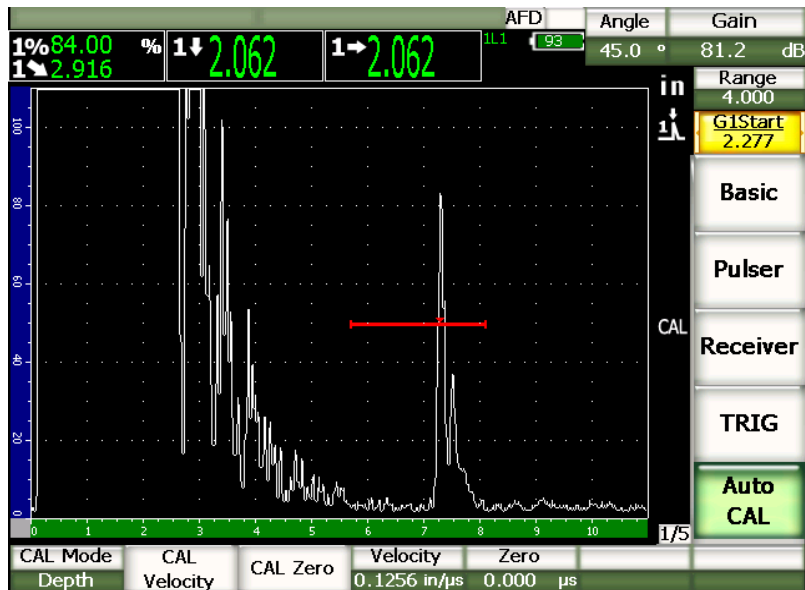 AFD
Angle
Gain
1% 84.00 %
1 2.916
1 2.062
1 2.062
1L1
93
45.0 °
81.2 dB
in
Range
4.000
1
G1Start
2.277
Basic
Pulser
Receiver
TRIG
Auto
CAL
CAL
100
80
60
40
20
0
0 1 2 3 4 5 6 7 8 9 10
1/5
CAL Mode
Depth
CAL
Velocity
CAL Zero
Velocity
0.1256 in/µs
Zero
0.000 µs